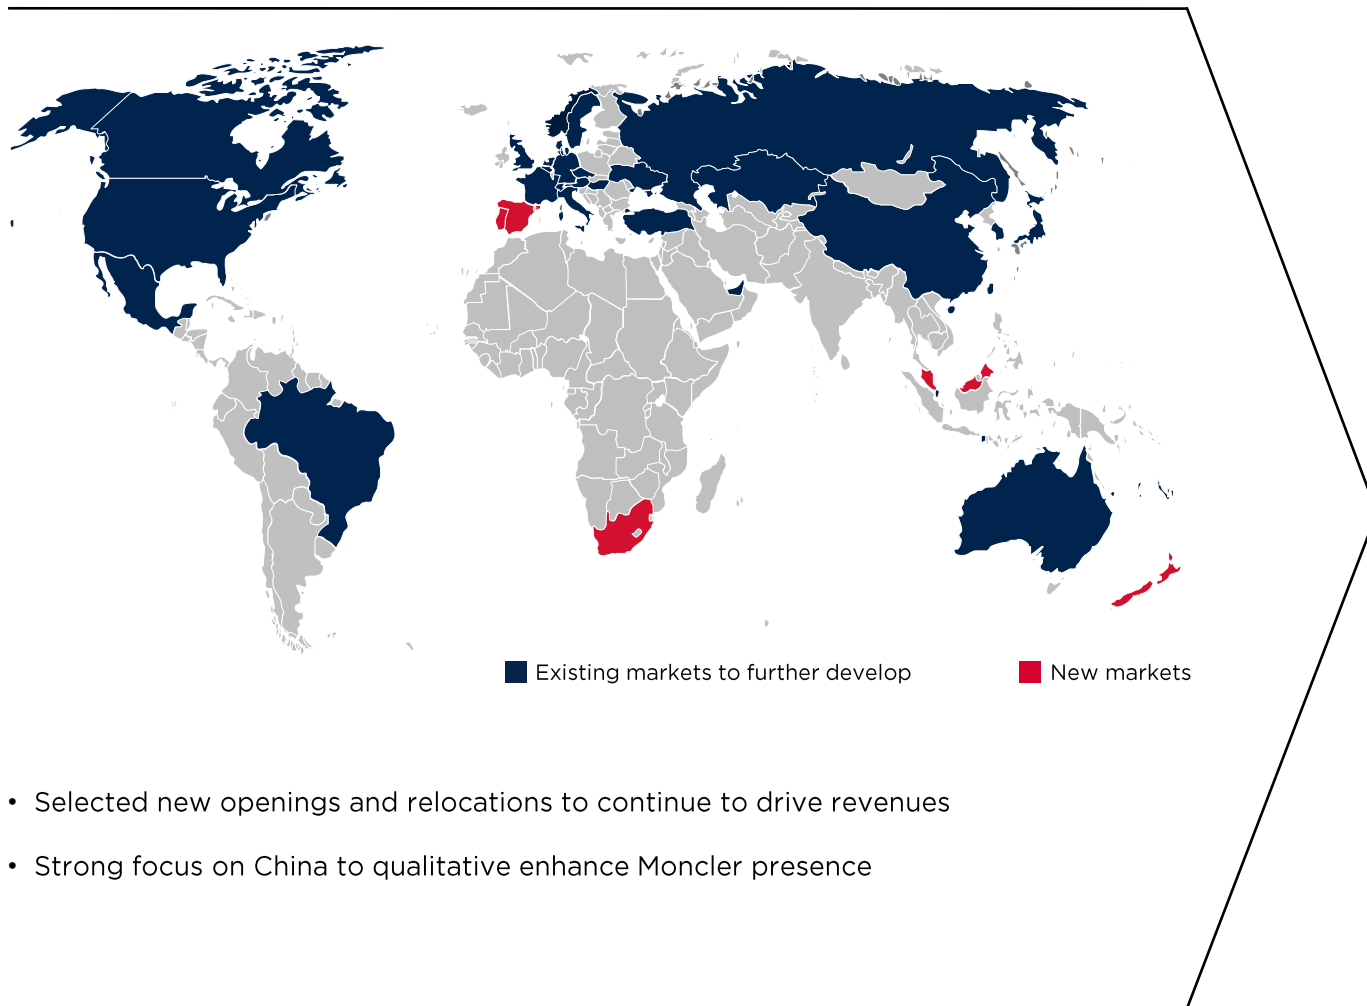 Existing markets to further develop
New markets
• Selected new openings and relocations to continue to drive revenues
• Strong focus on China to qualitative enhance Moncler presence